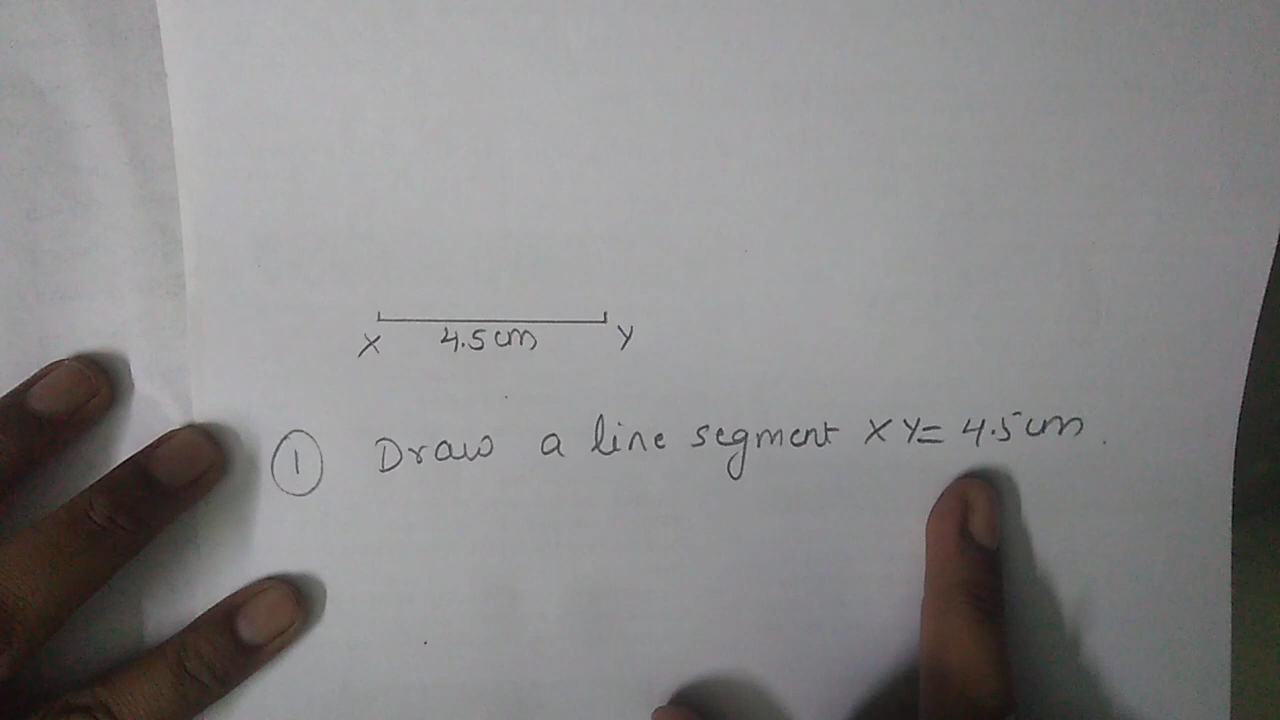 X 4.5 cm Y
① Draw a line segment XY= 4.5 cm.